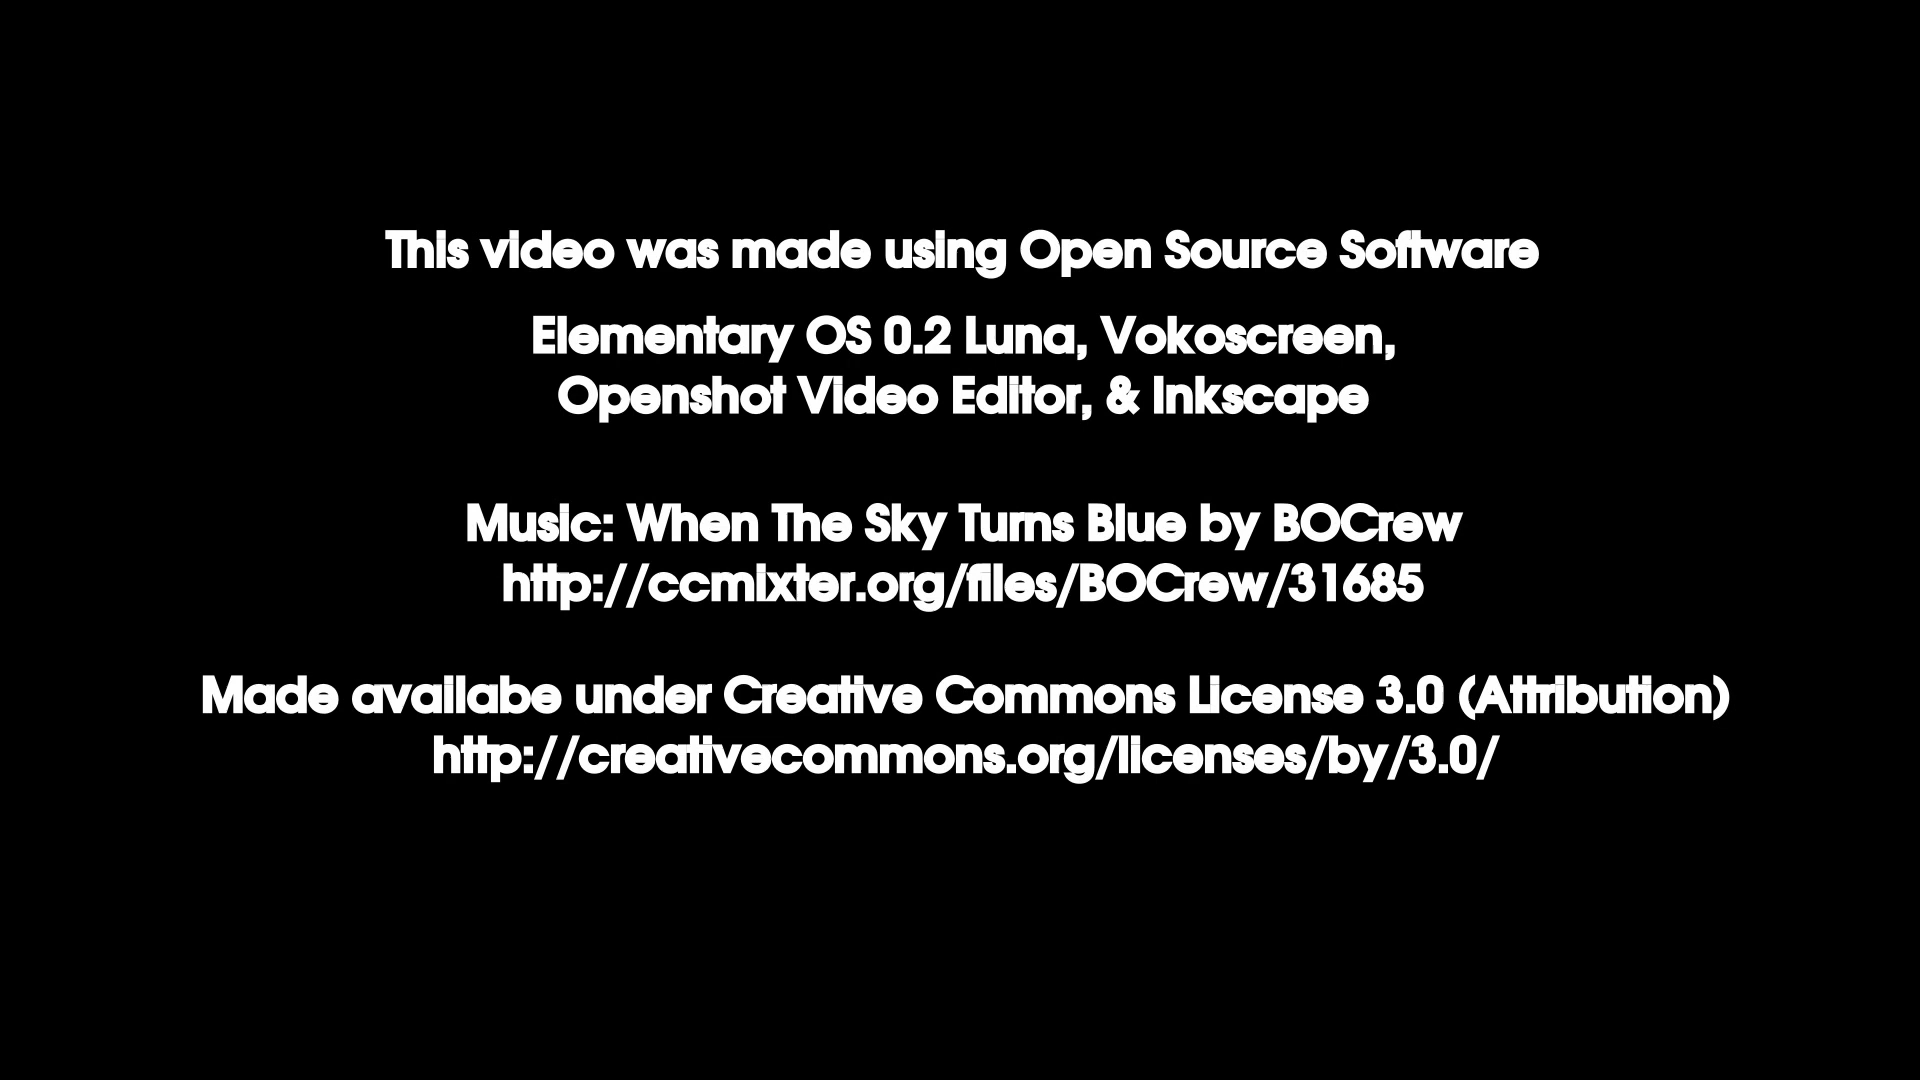 This video was made using Open Source Software
Elementary OS 0.2 Luna, Vokoscreen,
Openshot Video Editor, & Inkscape
Music: When The Sky Turns Blue by BOCrew
http://ccmixter.org/files/BOCrew/31685
Made availabe under Creative Commons License 3.0 (Attribution)
http://creativecommons.org/licenses/by/3.0/